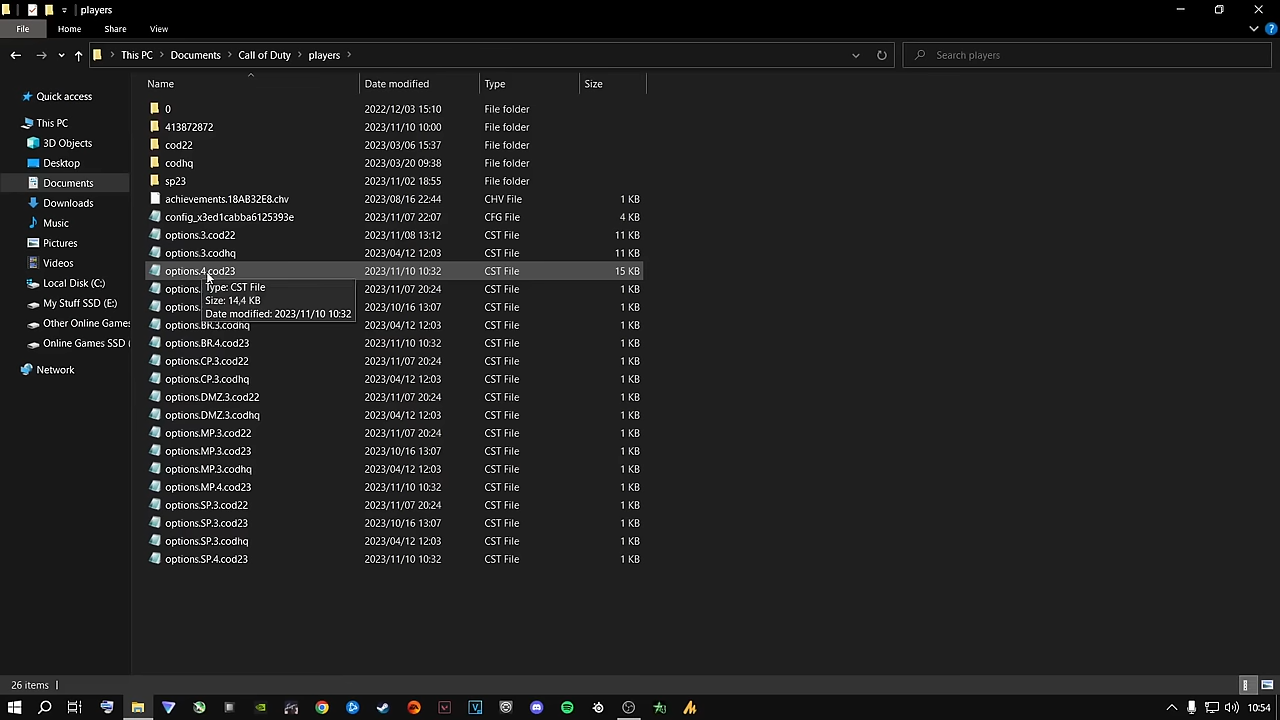 players
File Home Share View
This PC Documents Call of Duty players Search players
Name Date modified Type Size
Quick access
This PC
3D Objects
Desktop
Documents
Downloads
Music
Pictures
Videos
Local Disk (C:)
My Stuff SSD (E:)
Other Online Games
Online Games SSD (
Network
0 2022/12/03 15:10 File folder
413872872 2023/11/10 10:00 File folder
cod22 2023/03/06 15:37 File folder
codhq 2023/03/20 09:38 File folder
sp23 2023/11/02 18:55 File folder
achievements.18AB32E8.chv 2023/08/16 22:44 CHV File 1 KB
config_x3ed1cabba6125393e 2023/11/07 22:07 CFG File 4 KB
options.3.cod22 2023/11/08 13:12 CST File 11 KB
options.3.codhq 2023/04/12 12:03 CST File 11 KB
options.4.cod23 2023/11/10 10:32 CST File 15 KB
options. 2023/11/07 20:24 CST File 1 KB
options. 2023/10/16 13:07 CST File 1 KB
Type: CST File
Size: 14,4 KB
Date modified: 2023/11/10 10:32
options.BR.3.codhq 2023/04/12 12:03 CST File 1 KB
options.BR.4.cod23 2023/11/10 10:32 CST File 1 KB
options.CP.3.cod22 2023/11/07 20:24 CST File 1 KB
options.CP.3.codhq 2023/04/12 12:03 CST File 1 KB
options.DMZ.3.cod22 2023/11/07 20:24 CST File 1 KB
options.DMZ.3.codhq 2023/04/12 12:03 CST File 1 KB
options.MP.3.cod22 2023/11/07 20:24 CST File 1 KB
options.MP.3.cod23 2023/10/16 13:07 CST File 1 KB
options.MP.3.codhq 2023/04/12 12:03 CST File 1 KB
options.MP.4.cod23 2023/11/10 10:32 CST File 1 KB
options.SP.3.cod22 2023/11/07 20:24 CST File 1 KB
options.SP.3.cod23 2023/10/16 13:07 CST File 1 KB
options.SP.3.codhq 2023/04/12 12:03 CST File 1 KB
options.SP.4.cod23 2023/11/10 10:32 CST File 1 KB
26 items
10:54